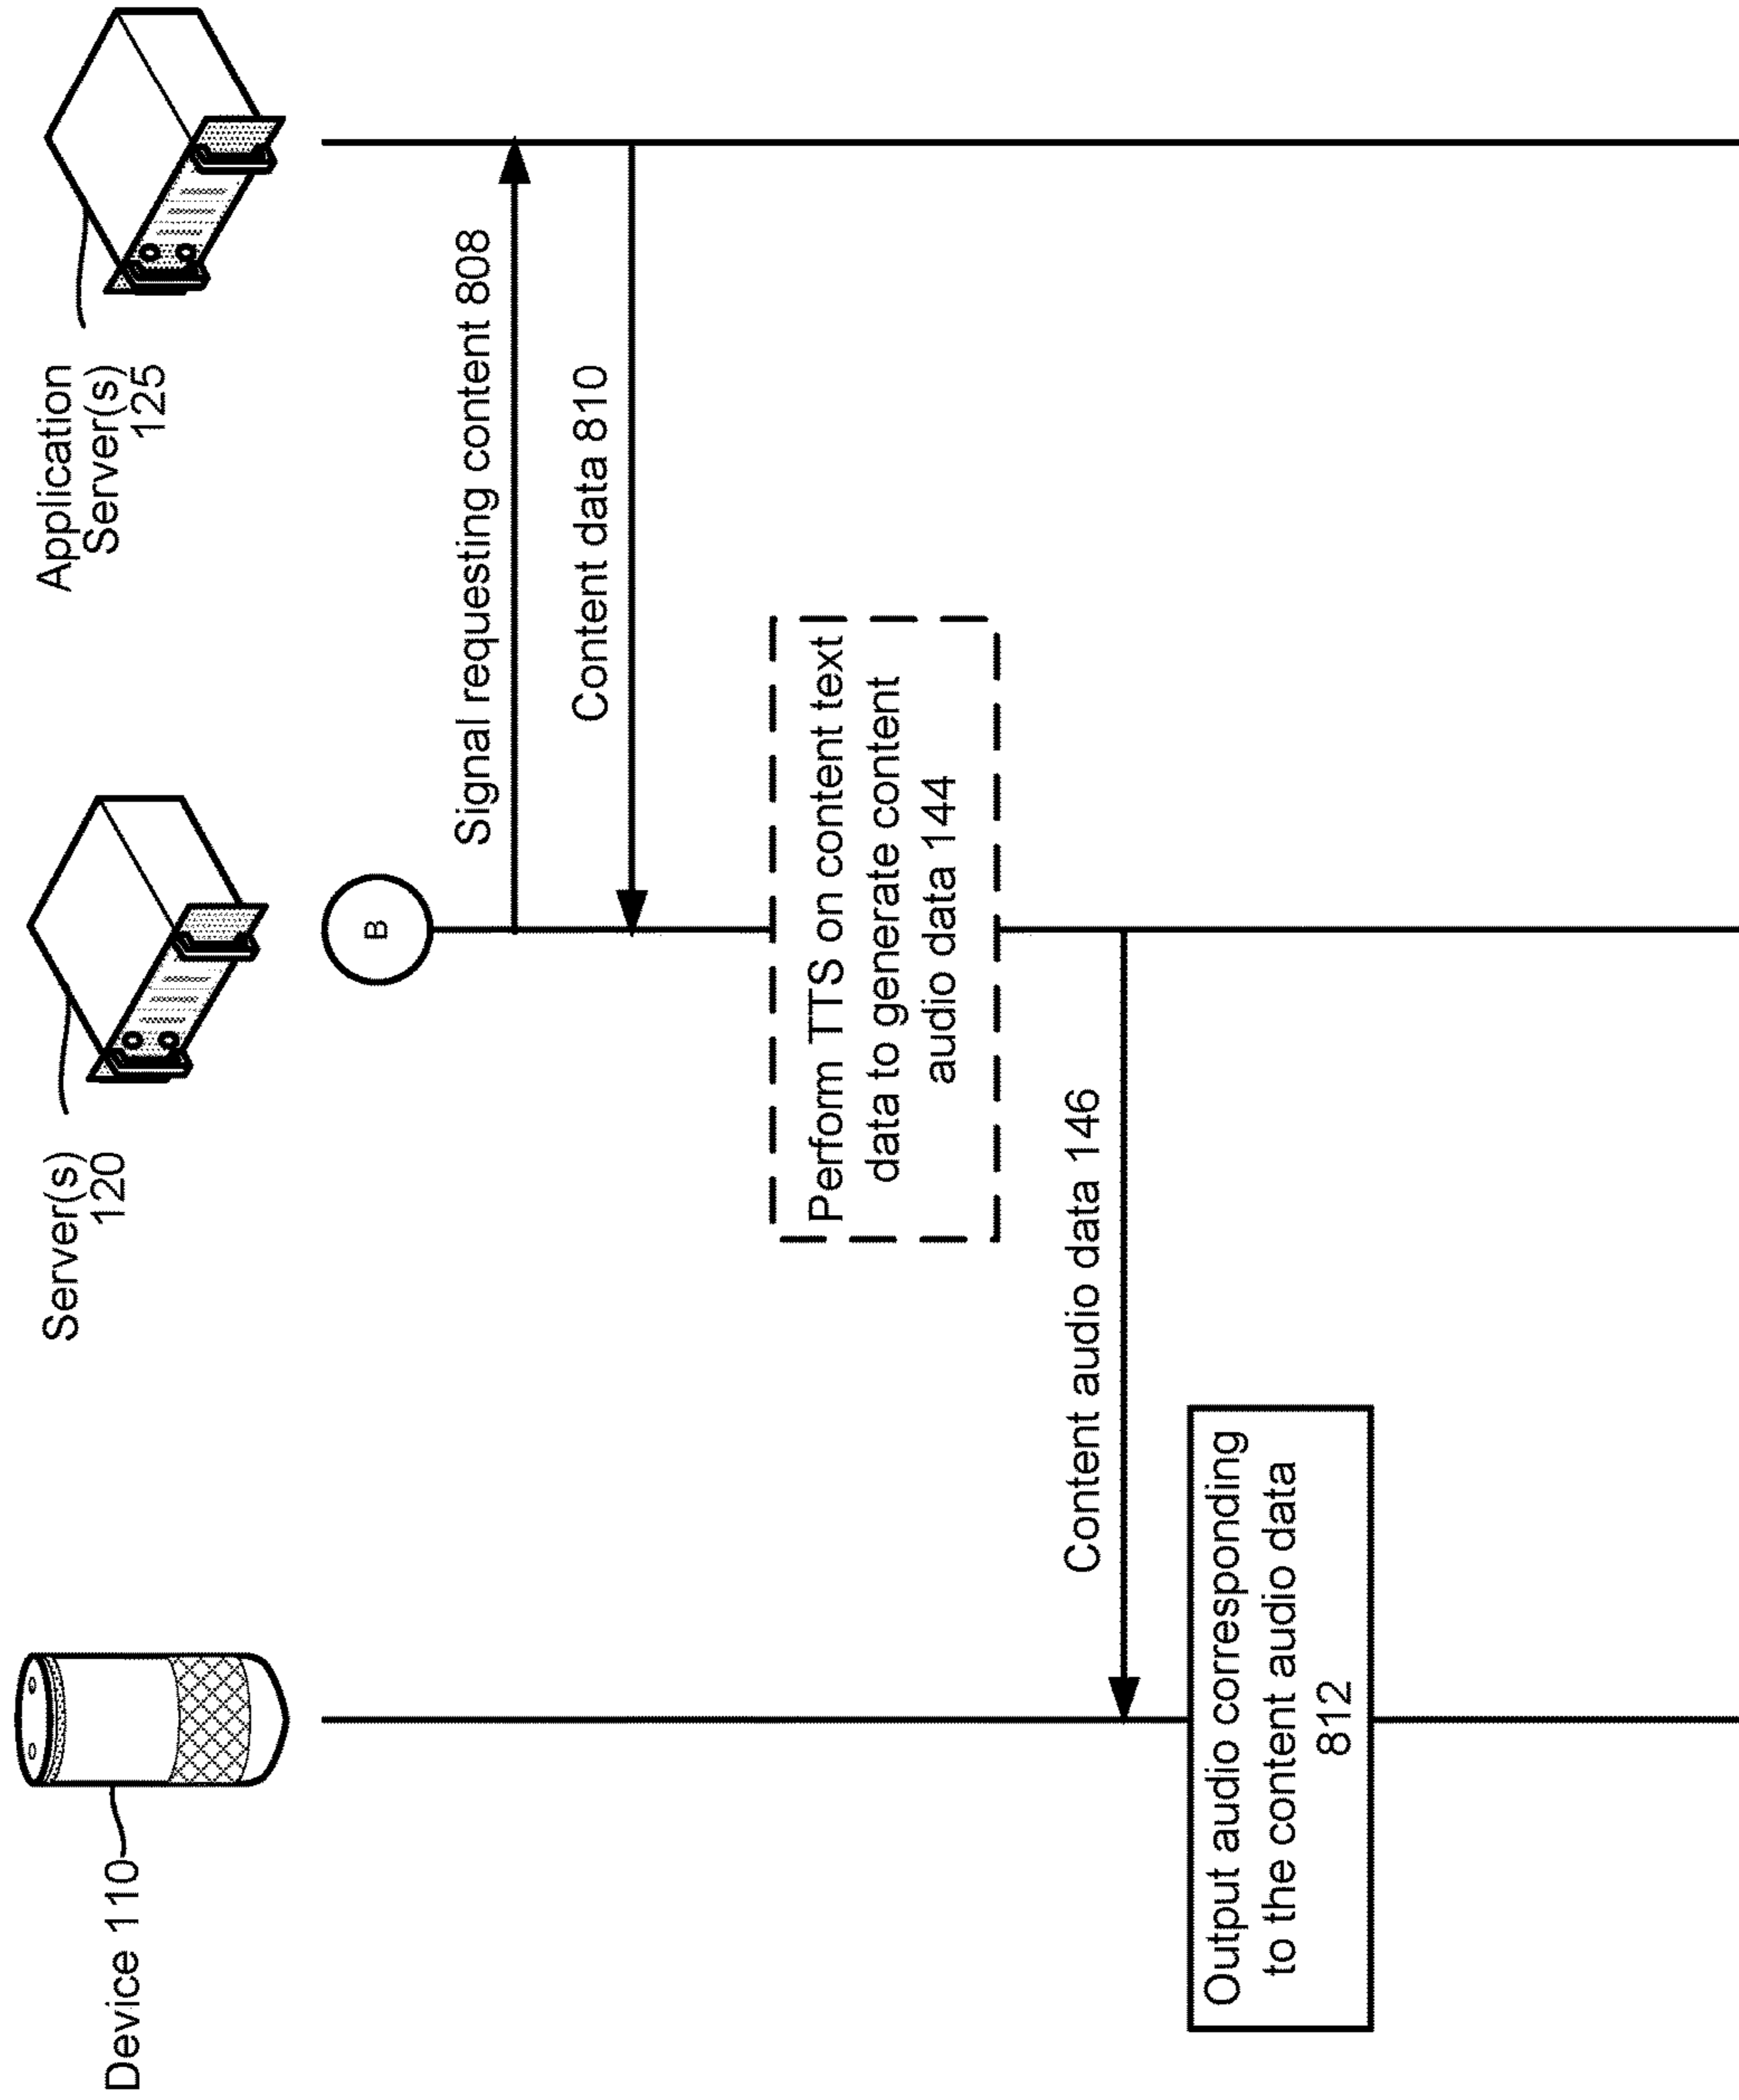 Device 110
Server(s)
120
Application
Server(s)
125
B
Signal requesting content 808
Content data 810
Perform TTS on content text
data to generate content
audio data 144
Content audio data 146
Output audio corresponding
to the content audio data
812